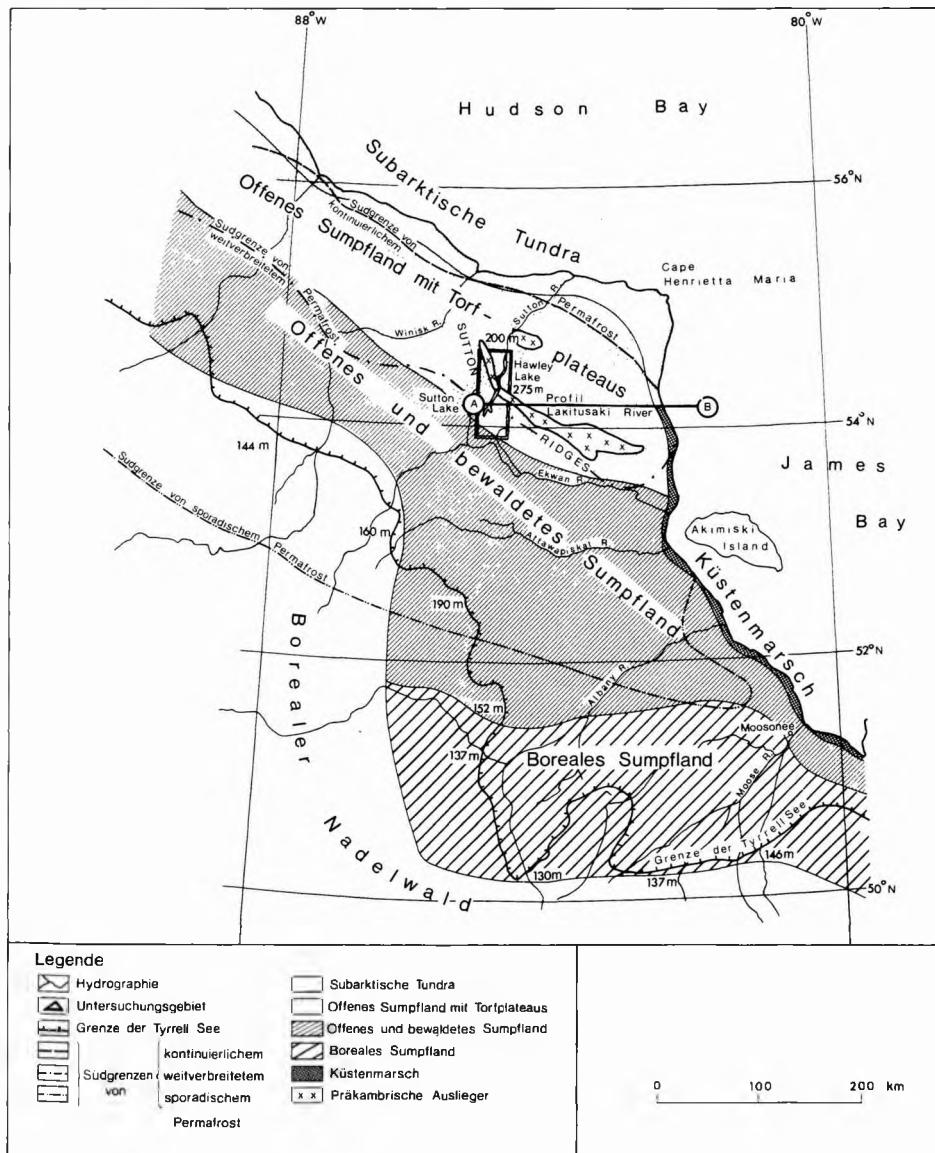 88°W
80°W
Hudson Bay
Subarktische Tundra
56°N
Offenes Sumpfland mit Torf-
plateaus
Südgrenze von
kontinuierlichem
Permafrost
Cape
Henrietta Maria
Südgrenze von
weitverbreitetem
Permafrost
Winisk R.
Sutton R.
SUTTON
200 m
x x
Hawley
Lake
275m
Sutton
Lake
A
Profil
Lakitusaki River
B
54°N
RIDGES
Offenes
und
bewaldetes
Sumpfland
Ekwan R.
James
Bay
144 m
Akimiski
Island
Südgrenze von sporadischem Permafrost
160 m
Attawapiskat R.
Küstenmarsch
190 m
52°N
Albany R.
Borealer
Nadelwald
152 m
Moosonee
137 m
Boreales Sumpfland
Moose R.
Grenze der Tyrrell See
146m
130m
137 m
50°N
Legende
Hydrographie
Untersuchungsgebiet
Grenze der Tyrrell See
Südgrenzen
von
kontinuierlichem
weitverbreitetem
sporadischem
Permafrost
Subarktische Tundra
Offenes Sumpfland mit Torfplateaus
Offenes und bewaldetes Sumpfland
Boreales Sumpfland
Küstenmarsch
x x Präkambrische Auslieger
0 100 200 km